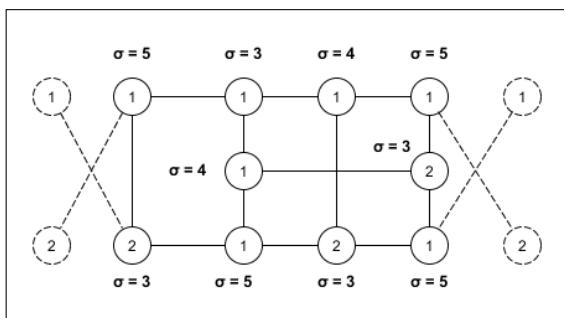 σ = 5 σ = 3 σ = 4 σ = 5
1 1 1 1 1 1
σ = 4 1 σ = 3 2
2 2 1 2 1 2
σ = 3 σ = 5 σ = 3 σ = 5